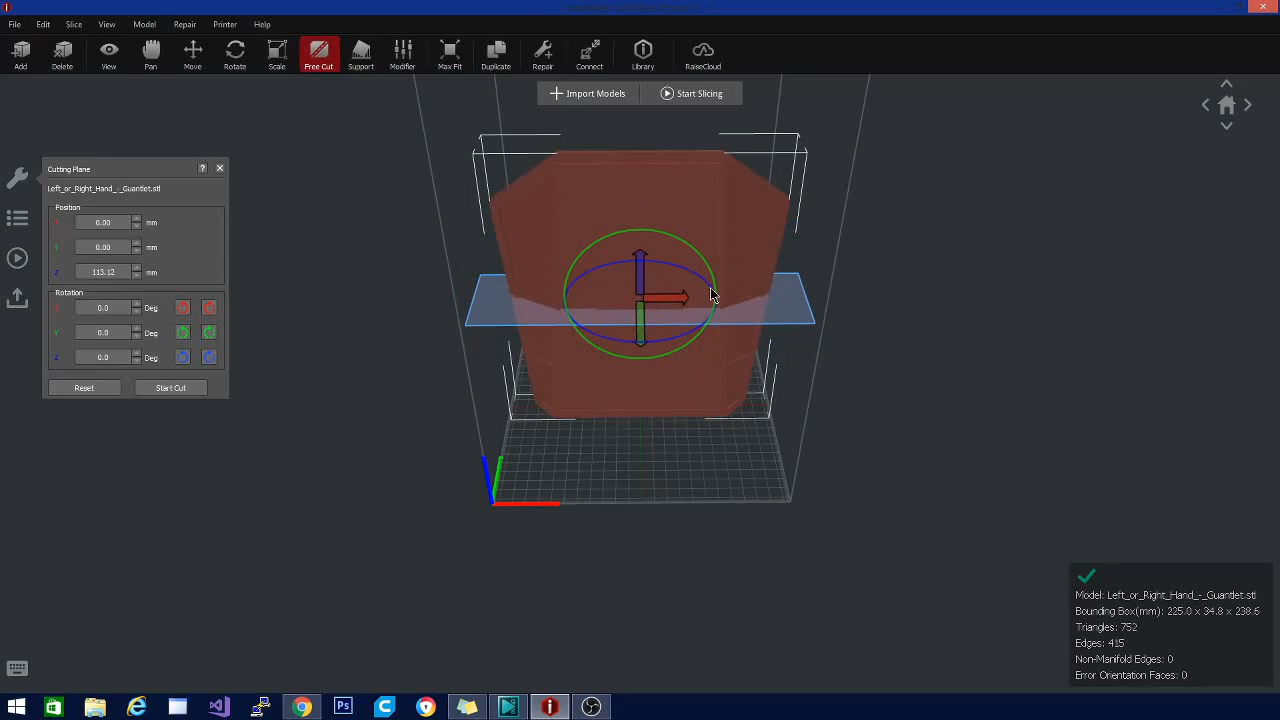 File Edit Slice View Model Repair Printer Help
Add Delete View Pan Move Rotate Scale Free Cut Support Modifier Max Fit Duplicate Repair Connect Library RaiseCloud
Import Models Start Slicing
Cutting Plane ?
Left_or_Right_Hand_-_Guantlet.stl
Position
X 0.00 mm
Y 0.00 mm
Z 113.12 mm
Rotation
X 0.0 Deg
Y 0.0 Deg
Z 0.0 Deg
Reset Start Cut
Model: Left_or_Right_Hand_-_Guantlet.stl
Bounding Box(mm): 225.0 x 34.8 x 238.6
Triangles: 752
Edges: 415
Non-Manifold Edges: 0
Error Orientation Faces: 0
Ps